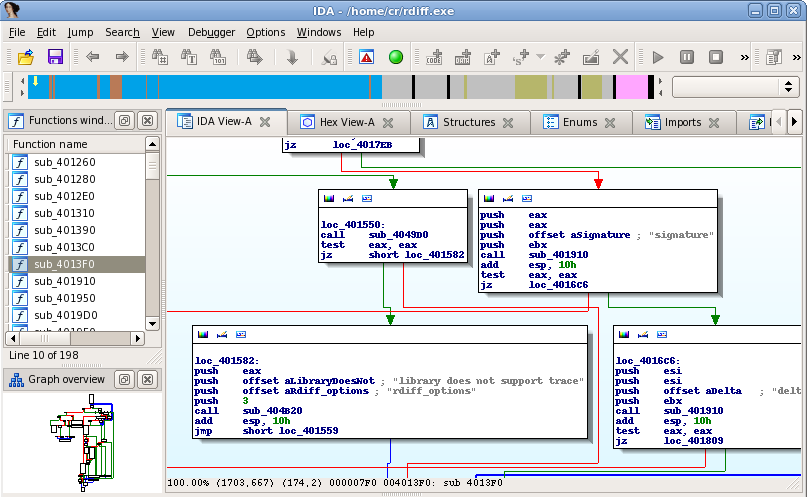 IDA - /home/cr/rdiff.exe
File Edit Jump Search View Debugger Options Windows Help
Functions wind...
IDA View-A
Hex View-A
Structures
Enums
Imports
Function name
sub_401260
sub_401280
sub_4012E0
sub_401310
sub_401390
sub_4013C0
sub_4013F0
sub_401910
sub_401950
sub_4019D0
Line 10 of 198
Graph overview
jz loc_4017EB
loc_401550:
call sub_4049D0
test eax, eax
jz short loc_401582
push eax
push eax
push offset aSignature ; "signature"
push ebx
call sub_401910
add esp, 10h
test eax, eax
jz loc_4016C6
loc_401582:
push eax
push offset aLibraryDoesNot ; "library does not support trace"
push offset aRdiff_options ; "rdiff_options"
push 3
call sub_404B20
add esp, 10h
jmp short loc_401559
loc_4016C6:
push esi
push esi
push offset aDelta ; "delt
push ebx
call sub_401910
add esp, 10h
test eax, eax
jz loc_401809
100.00% (1703,667) (174,2) 000007F0 004013F0: sub 4013F0